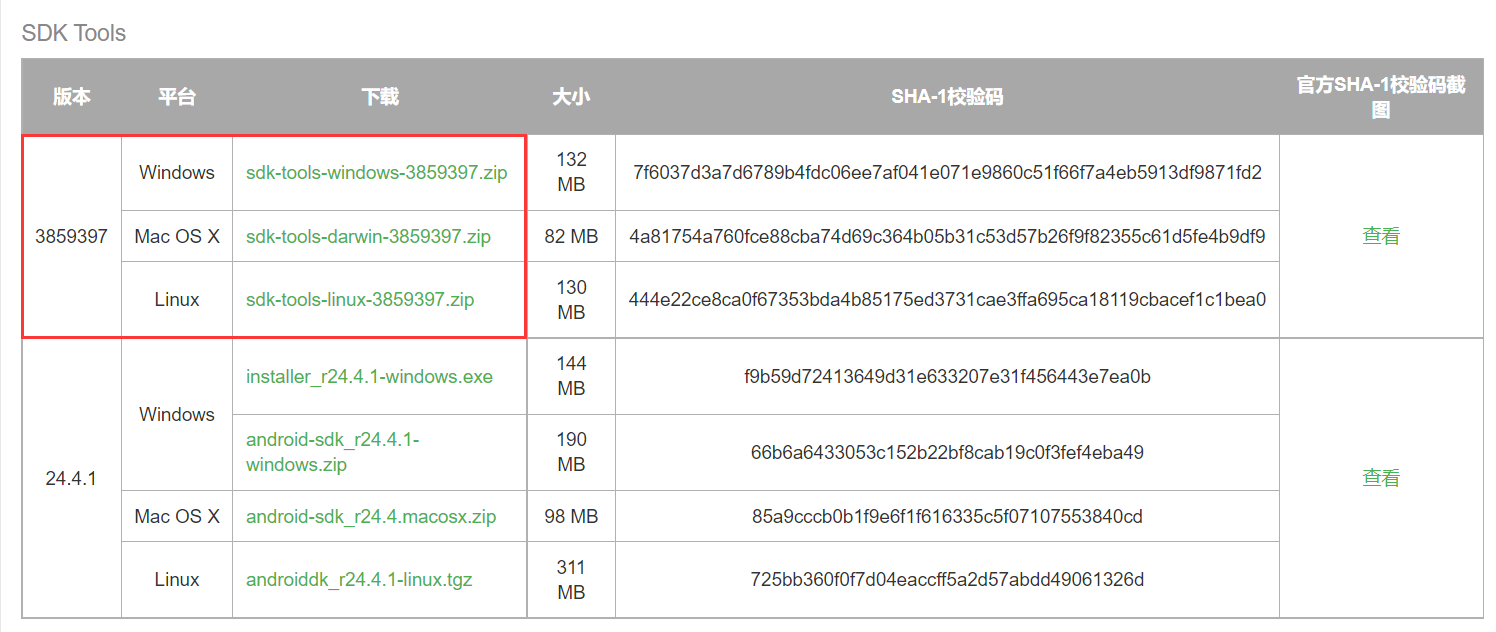 SDK Tools
版本 平台 下载 大小 SHA-1校验码 官方SHA-1校验码截
图
3859397
Windows sdk-tools-windows-3859397.zip 132
MB 7f6037d3a7d6789b4fdc06ee7af041e071e9860c51f66f7a4eb5913df9871fd2
查看
Mac OS X sdk-tools-darwin-3859397.zip 82 MB 4a81754a760fce88cba74d69c364b05b31c53d57b26f9f82355c61d5fe4b9df9
Linux sdk-tools-linux-3859397.zip 130
MB 444e22ce8ca0f67353bda4b85175ed3731cae3ffa695ca18119cbacef1c1bea0
24.4.1
Windows
installer_r24.4.1-windows.exe 144
MB f9b59d72413649d31e633207e31f456443e7ea0b
查看
android-sdk_r24.4.1-
windows.zip 190
MB 66b6a6433053c152b22bf8cab19c0f3fef4eba49
Mac OS X android-sdk_r24.4.macosx.zip 98 MB 85a9cccb0b1f9e6f1f616335c5f07107553840cd
Linux androiddk_r24.4.1-linux.tgz 311
MB 725bb360f0f7d04eaccff5a2d57abdd49061326d